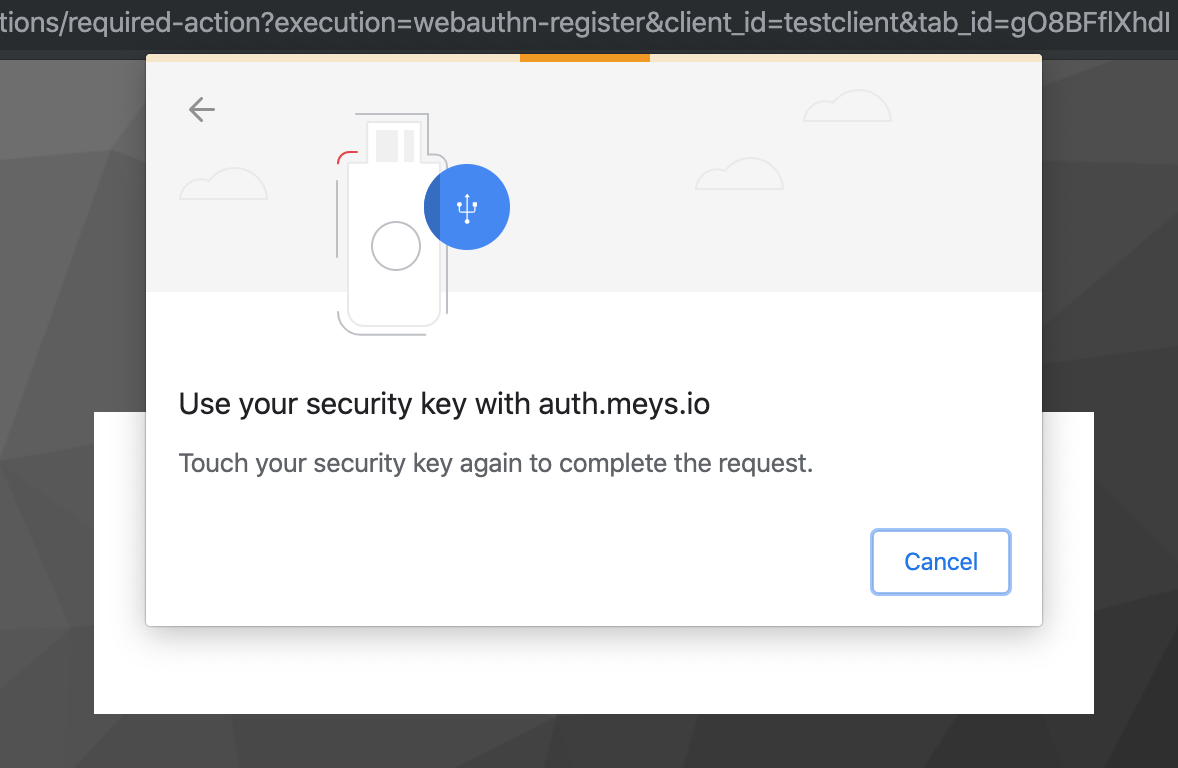 tions/required-action?execution=webauthn-register&client_id=testclient&tab_id=gO8BFflXhdI
Use your security key with auth.meys.io
Touch your security key again to complete the request.
Cancel